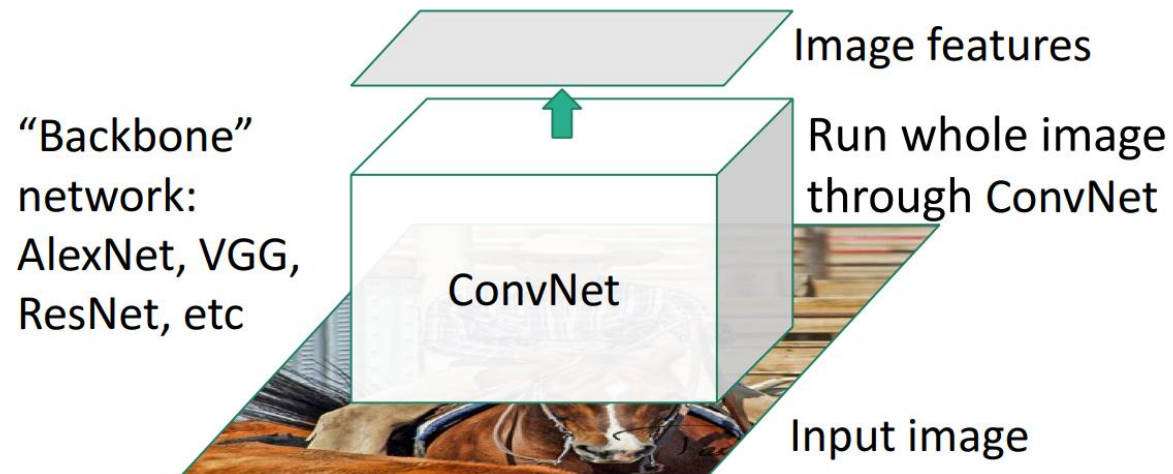 Image features
“Backbone”
network:
AlexNet, VGG,
ResNet, etc
Run whole image
through ConvNet
ConvNet
Input image